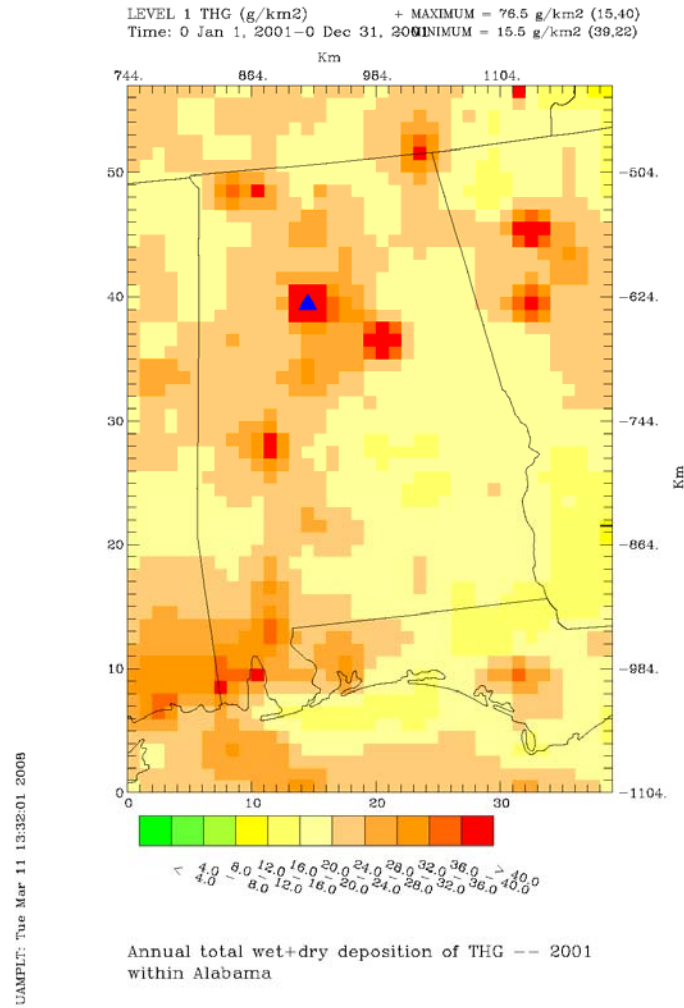 LEVEL 1 THG (g/km2) + MAXIMUM = 76.5 g/km2 (15,40)
Time: 0 Jan 1, 2001-0 Dec 31, 2001 MINIMUM = 15.5 g/km2 (39,22)
Km
744. 864. 984. 1104.
50 -504.
40 -624.
30 -744.
Km
20 -864.
10 -984.
0 -1104.
0 10 20 30
< 4.0 8.0 12.0 16.0 20.0 24.0 28.0 32.0 36.0 > 40.0
4.0 - 8.0 - 12.0 - 16.0 - 20.0 - 24.0 - 28.0 - 32.0 - 36.0 - 40.0
Annual total wet+dry deposition of THG -- 2001
within Alabama
UAMPLT: Tue Mar 11 13:32:01 2008